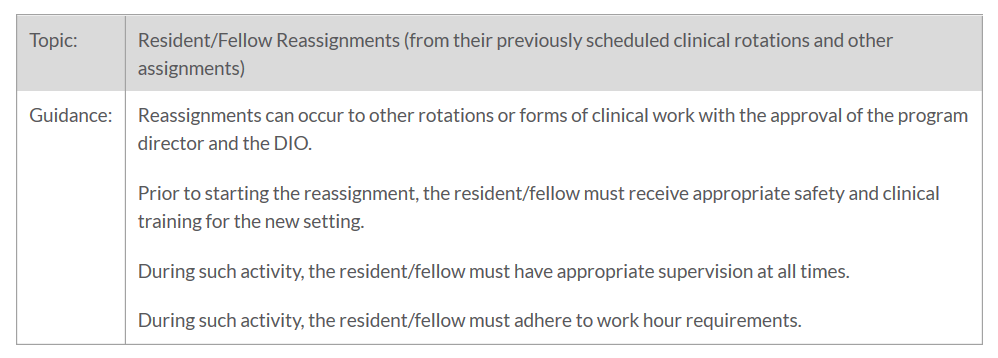 Topic:
Resident/Fellow Reassignments (from their previously scheduled clinical rotations and other
assignments)
Guidance:
Reassignments can occur to other rotations or forms of clinical work with the approval of the program
director and the DIO.
Prior to starting the reassignment, the resident/fellow must receive appropriate safety and clinical
training for the new setting.
During such activity, the resident/fellow must have appropriate supervision at all times.
During such activity, the resident/fellow must adhere to work hour requirements.